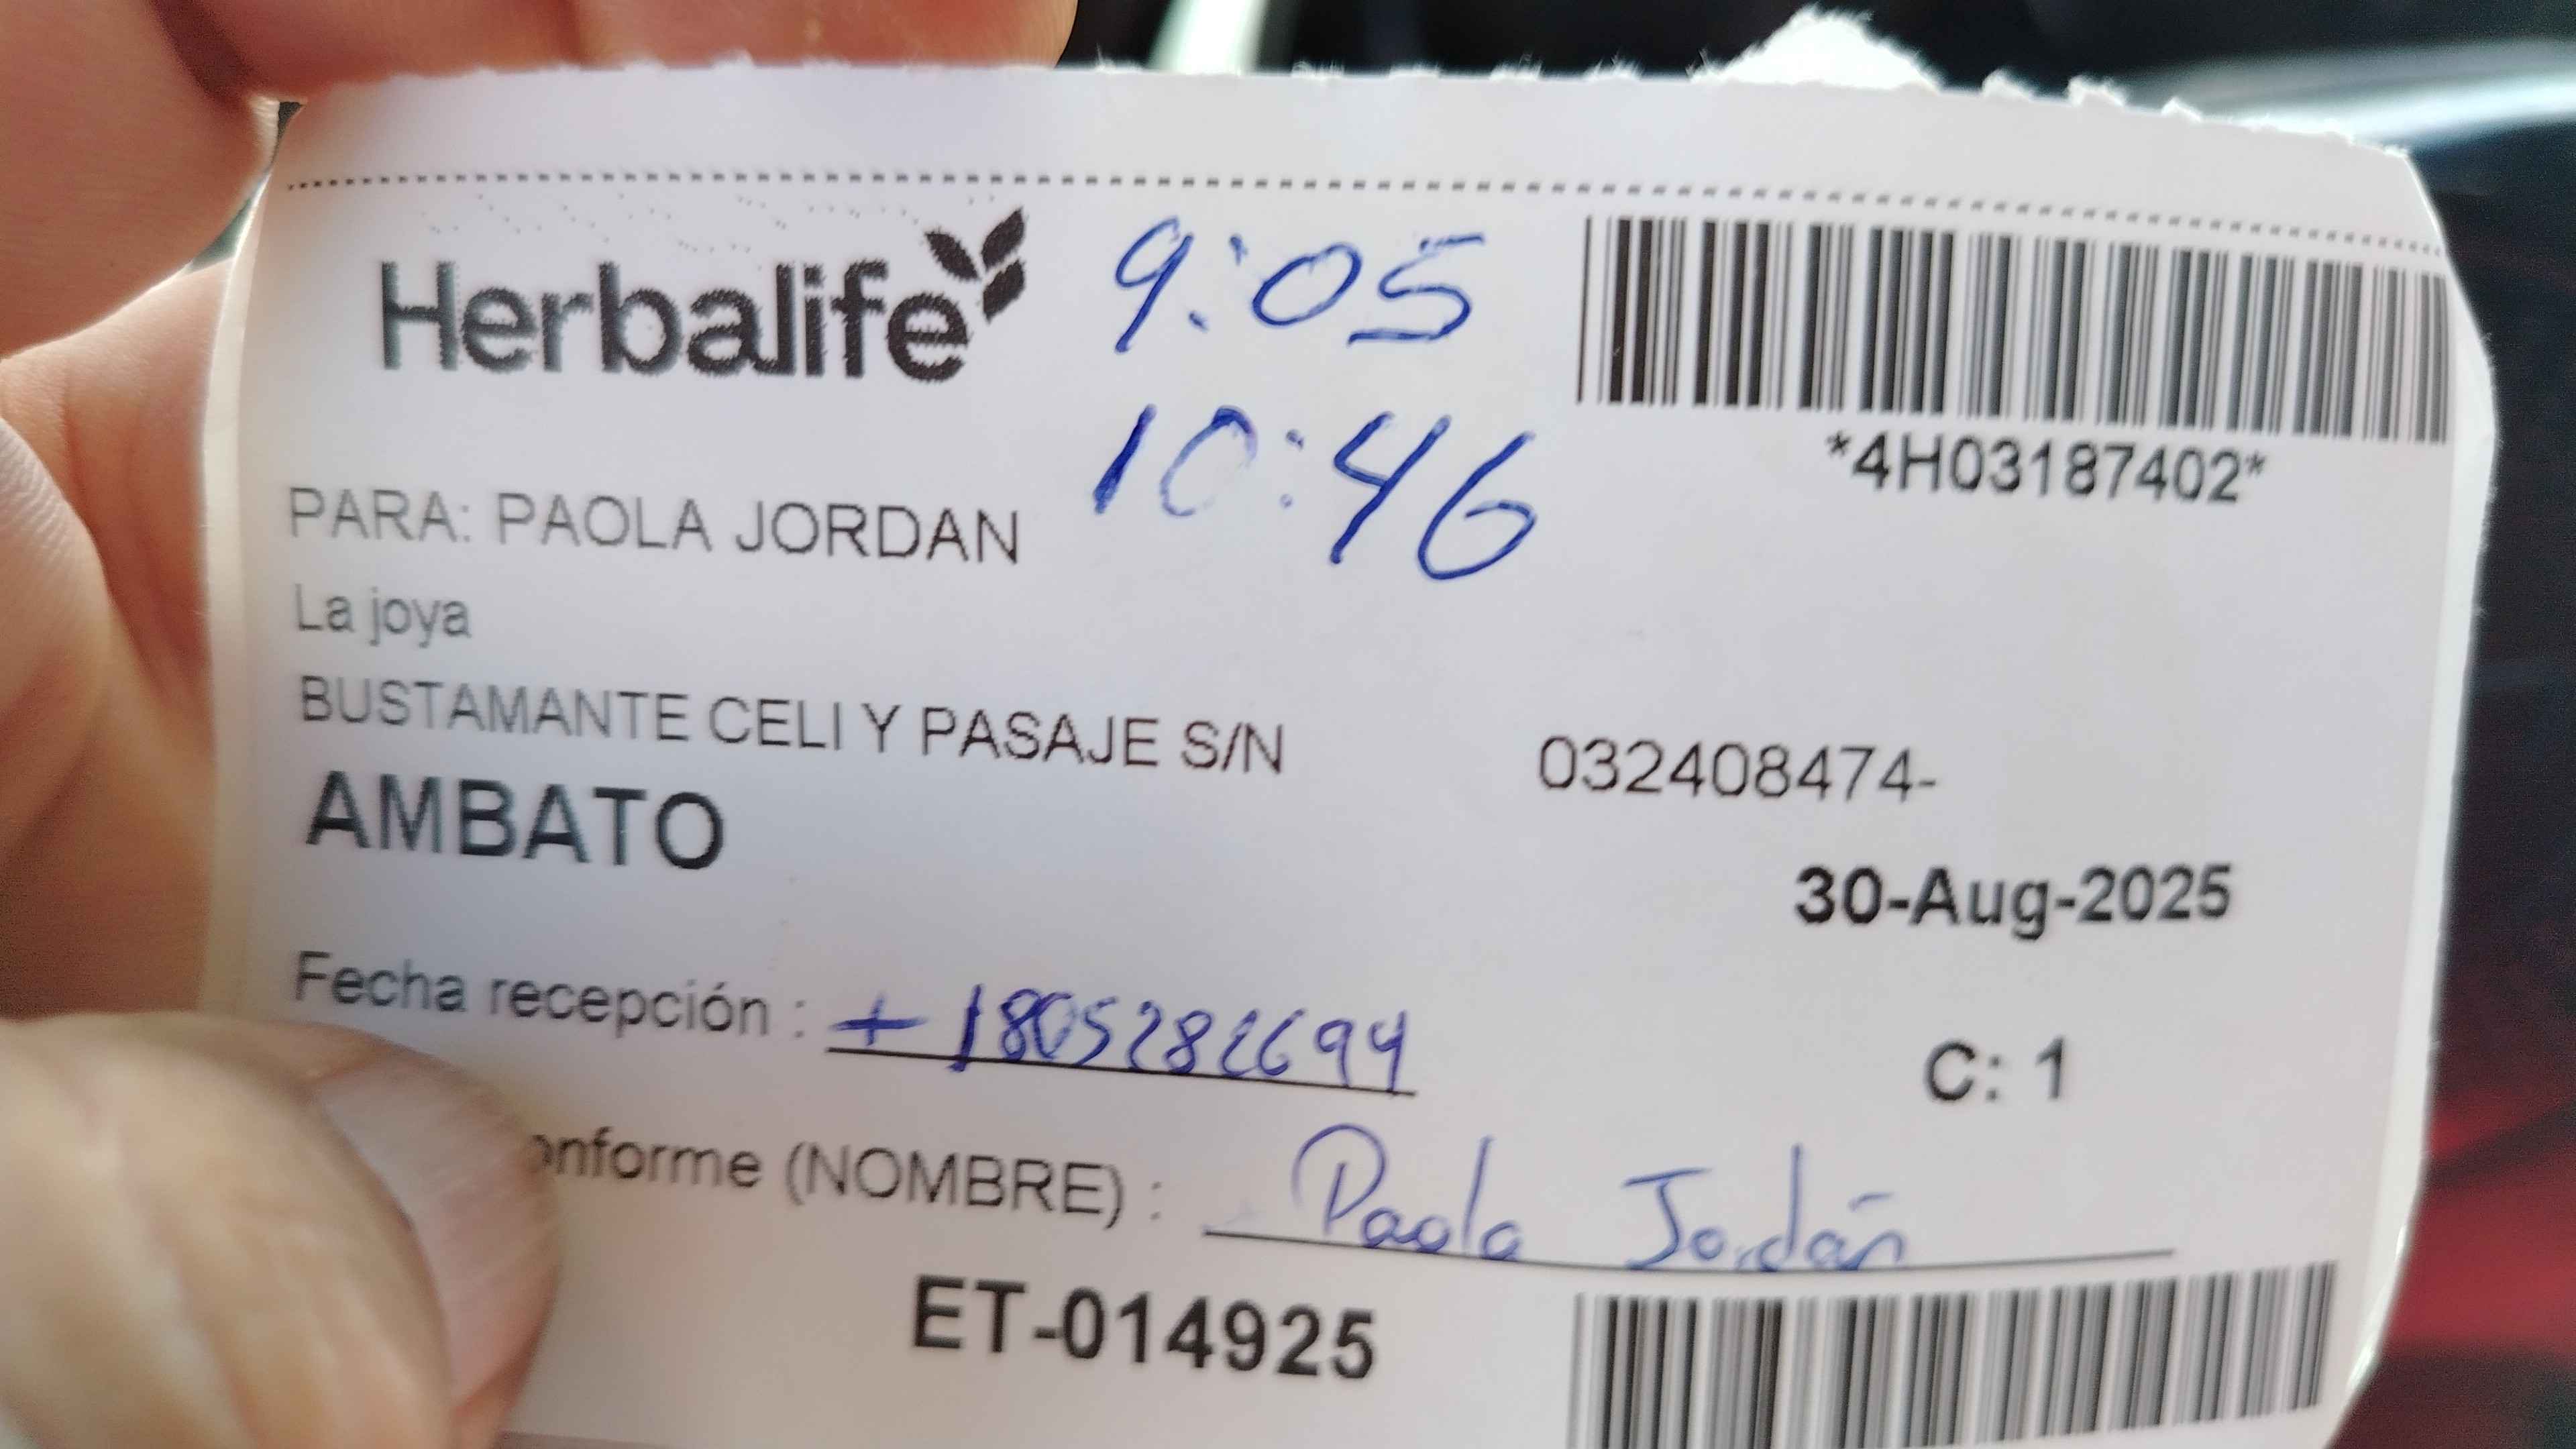 Herbalife
9:05
10:46
*4H03187402*
PARA: PAOLA JORDAN
La joya
BUSTAMANTE CELI Y PASAJE S/N
032408474-
AMBATO
30-Aug-2025
Fecha recepción : + 1805282694
C: 1
onforme (NOMBRE) : Paola Jordán
ET-014925